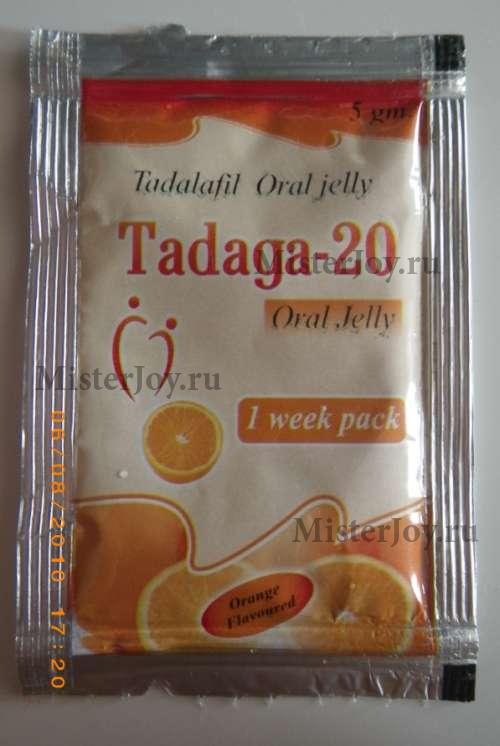 5 gm.
Tadalafil Oral jelly
Tadaga-20
MisterJoy.ru
Oral Jelly
MisterJoy.ru
1 week pack
MisterJoy.ru
Orange
Flavoured
06/08/2010 17:20